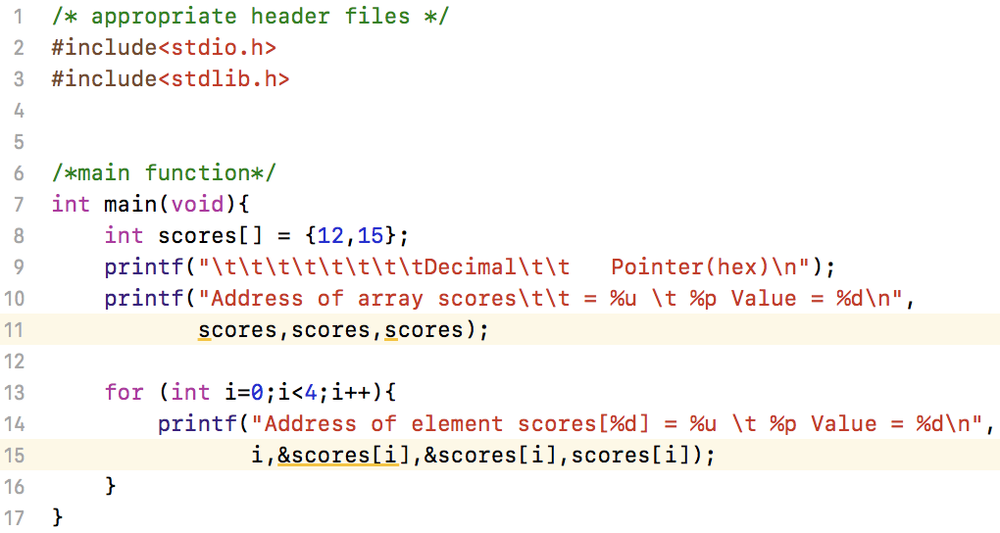 1 /* appropriate header files */
2 #include<stdio.h>
3 #include<stdlib.h>
4
5
6 /*main function*/
7 int main(void){
8     int scores[] = {12,15};
9     printf("\t\t\t\t\t\t\t\tDecimal\t\t   Pointer(hex)\n");
10     printf("Address of array scores\t\t = %u \t %p Value = %d\n",
11            scores,scores,scores);
12
13     for (int i=0;i<4;i++){
14         printf("Address of element scores[%d] = %u \t %p Value = %d\n",
15                i,&scores[i],&scores[i],scores[i]);
16     }
17 }